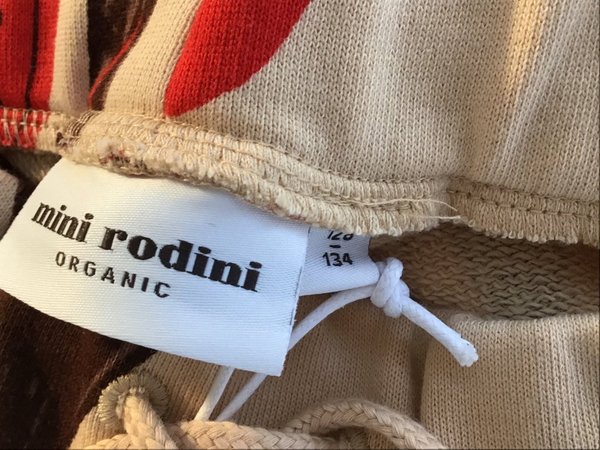 mini rodini
ORGANIC
128
134